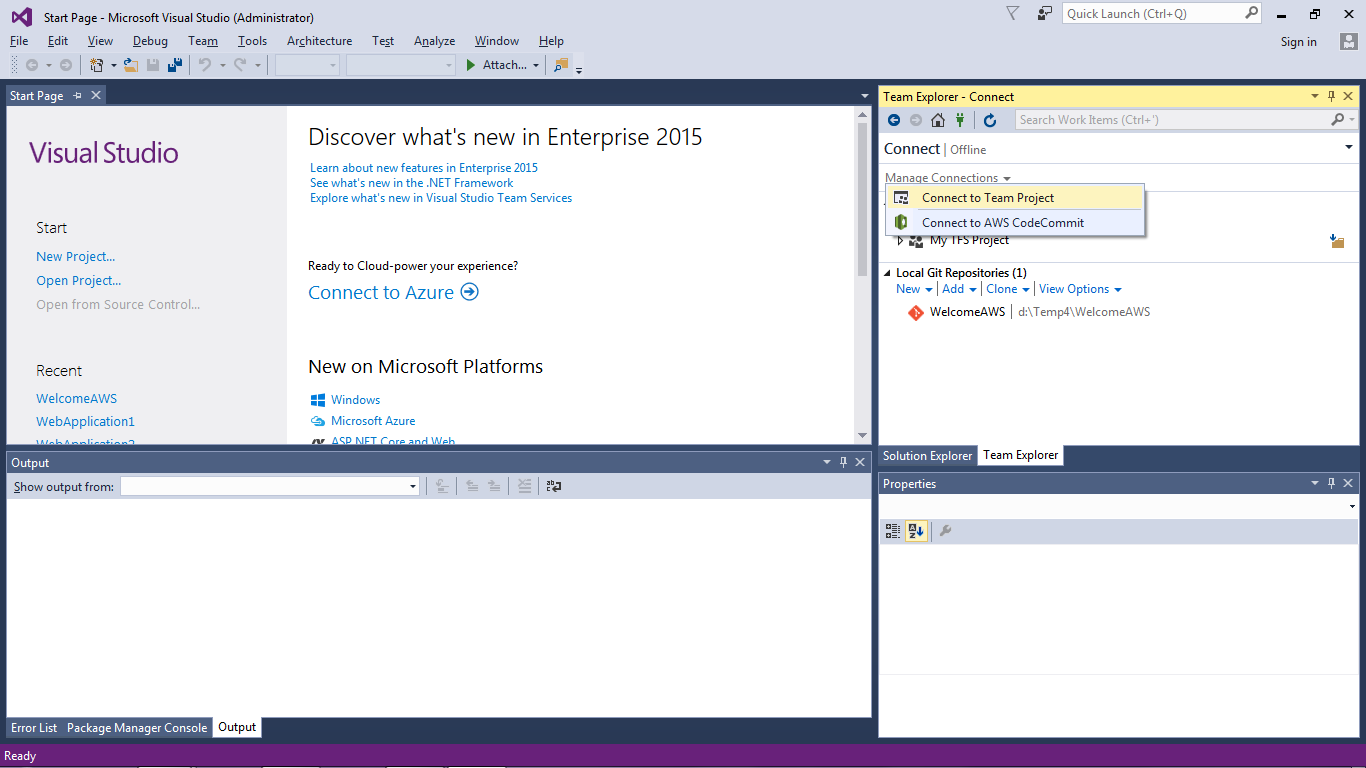 Start Page - Microsoft Visual Studio (Administrator)
Quick Launch (Ctrl+Q)
File Edit View Debug Team Tools Architecture Test Analyze Window Help
Sign in
Attach...
Start Page
Visual Studio
Start
New Project...
Open Project...
Open from Source Control...
Recent
WelcomeAWS
WebApplication1
WebApplication2
Discover what's new in Enterprise 2015
Learn about new features in Enterprise 2015
See what's new in the .NET Framework
Explore what's new in Visual Studio Team Services
Ready to Cloud-power your experience?
Connect to Azure
New on Microsoft Platforms
Windows
Microsoft Azure
ASP.NET Core and Web
Team Explorer - Connect
Search Work Items (Ctrl+')
Connect | Offline
Manage Connections
Connect to Team Project
Connect to AWS CodeCommit
My TFS Project
Local Git Repositories (1)
New | Add | Clone | View Options
WelcomeAWS | d:\Temp4\WelcomeAWS
Solution Explorer Team Explorer
Output
Show output from:
Error List Package Manager Console Output
Properties
Ready